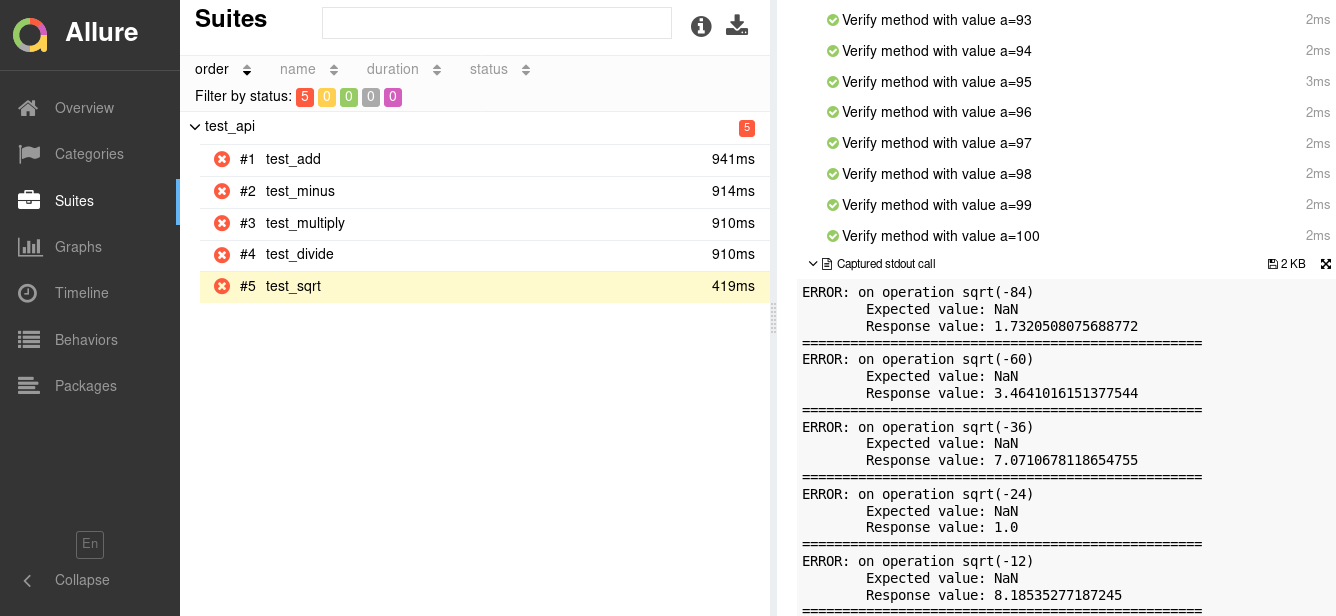 Allure
Overview
Categories
Suites
Graphs
Timeline
Behaviors
Packages
En
Collapse
Suites
order name duration status
Filter by status: 5 0 0 0 0
test_api 5
#1 test_add 941ms
#2 test_minus 914ms
#3 test_multiply 910ms
#4 test_divide 910ms
#5 test_sqrt 419ms
Verify method with value a=93 2ms
Verify method with value a=94 2ms
Verify method with value a=95 3ms
Verify method with value a=96 2ms
Verify method with value a=97 2ms
Verify method with value a=98 2ms
Verify method with value a=99 2ms
Verify method with value a=100 2ms
Captured stdout call 2 KB
ERROR: on operation sqrt(-84)
Expected value: NaN
Response value: 1.7320508075688772
==================================================
ERROR: on operation sqrt(-60)
Expected value: NaN
Response value: 3.4641016151377544
==================================================
ERROR: on operation sqrt(-36)
Expected value: NaN
Response value: 7.0710678118654755
==================================================
ERROR: on operation sqrt(-24)
Expected value: NaN
Response value: 1.0
==================================================
ERROR: on operation sqrt(-12)
Expected value: NaN
Response value: 8.18535277187245
==================================================